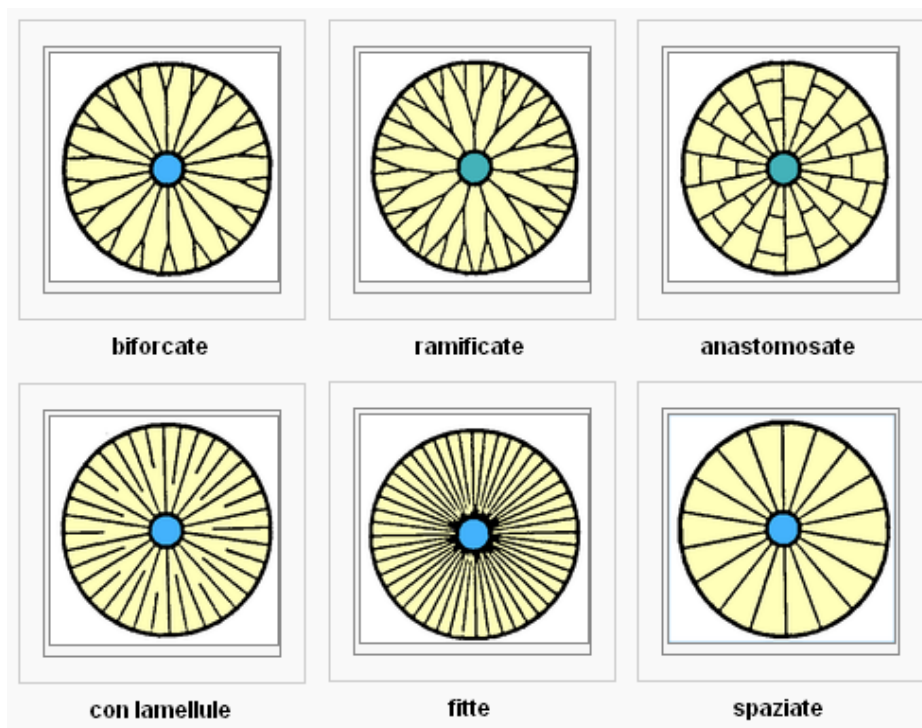 biforcate
ramificate
anastomosate
con lamellule
fitte
spaziate